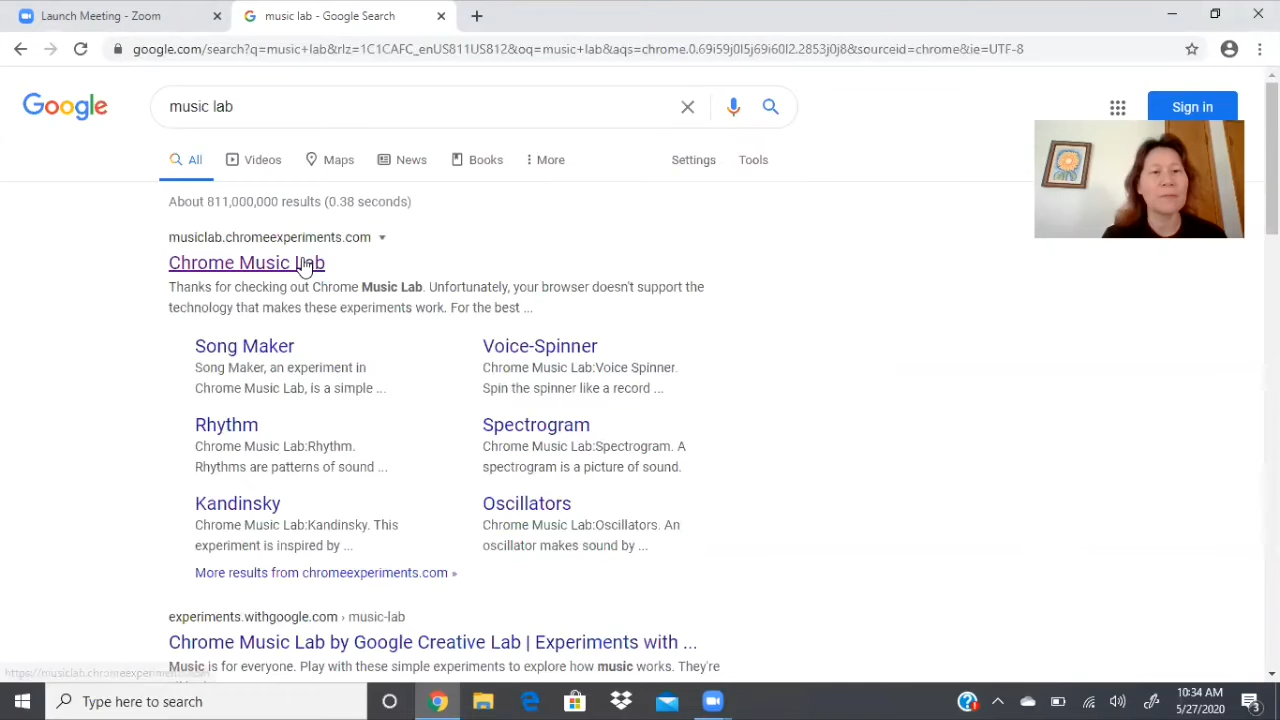 Launch Meeting - Zoom
music lab - Google Search
google.com/search?q=music+lab&rlz=1C1CAFC_enUS811US812&oq=music+lab&aqs=chrome.0.69i59j0l5j69i60l2.2853j0j8&sourceid=chrome&ie=UTF-8
Google
music lab
Sign in
All
Videos
Maps
News
Books
More
Settings
Tools
About 811,000,000 results (0.38 seconds)
musiclab.chromeexperiments.com
Chrome Music Lab
Thanks for checking out Chrome Music Lab. Unfortunately, your browser doesn't support the
technology that makes these experiments work. For the best ...
Song Maker
Song Maker, an experiment in
Chrome Music Lab, is a simple ...
Voice-Spinner
Chrome Music Lab:Voice Spinner.
Spin the spinner like a record ...
Rhythm
Chrome Music Lab:Rhythm.
Rhythms are patterns of sound ...
Spectrogram
Chrome Music Lab:Spectrogram. A
spectrogram is a picture of sound.
Kandinsky
Chrome Music Lab:Kandinsky. This
experiment is inspired by ...
Oscillators
Chrome Music Lab:Oscillators. An
oscillator makes sound by ...
More results from chromeexperiments.com »
experiments.withgoogle.com › music-lab
Chrome Music Lab by Google Creative Lab | Experiments with ...
Music is for everyone. Play with these simple experiments to explore how music works. They're
https://musiclab.chromeexperiments.com
Type here to search
10:34 AM
5/27/2020
3